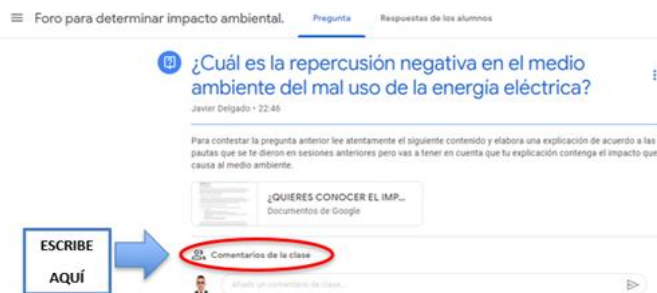 Foro para determinar impacto ambiental. Pregunta Respuestas de los alumnos
¿Cuál es la repercusión negativa en el medio
ambiente del mal uso de la energía eléctrica?
Javier Delgado • 22:46
Para contestar la pregunta anterior lee atentamente el siguiente contenido y elabora una explicación de acuerdo a las
pautas que se te dieron en sesiones anteriores pero vas a tener en cuenta que tu explicación contenga el impacto que
causa al medio ambiente.
¿QUIERES CONOCER EL IMP...
Documentos de Google
ESCRIBE
AQUÍ
Comentarios de la clase
Añadir un comentario de clase...